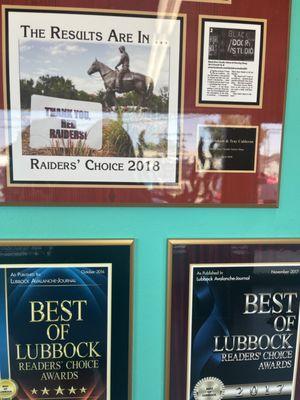 THE RESULTS ARE IN ...
THANK YOU,
RED
RAIDERS!
RAIDERS' CHOICE 2018
BLACK
DOOR
STUDIO
As Published By
LUBBOCK AVALANCHE-JOURNAL
October 2016
BEST
OF
LUBBOCK
READERS' CHOICE
AWARDS
As Published In
Lubbock Avalanche-Journal
November 2017
BEST
OF
LUBBOCK
READERS' CHOICE
AWARDS
2017